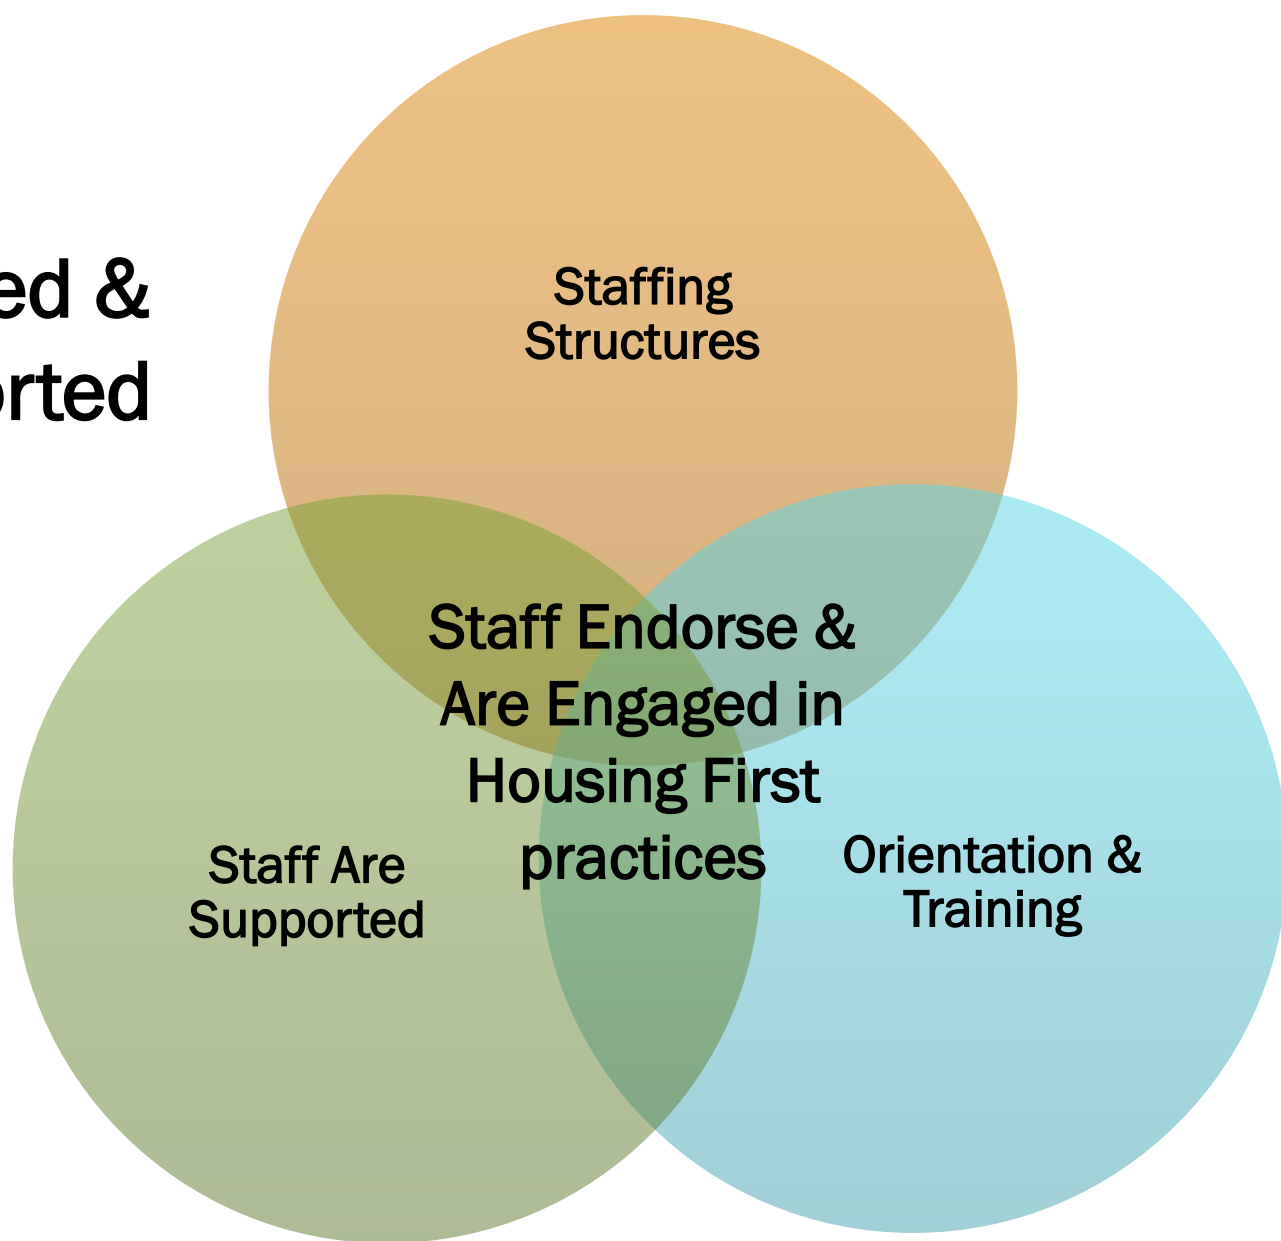 ed &
orted
Staffing
Structures
Staff Endorse &
Are Engaged in
Housing First
practices
Staff Are
Supported
Orientation &
Training